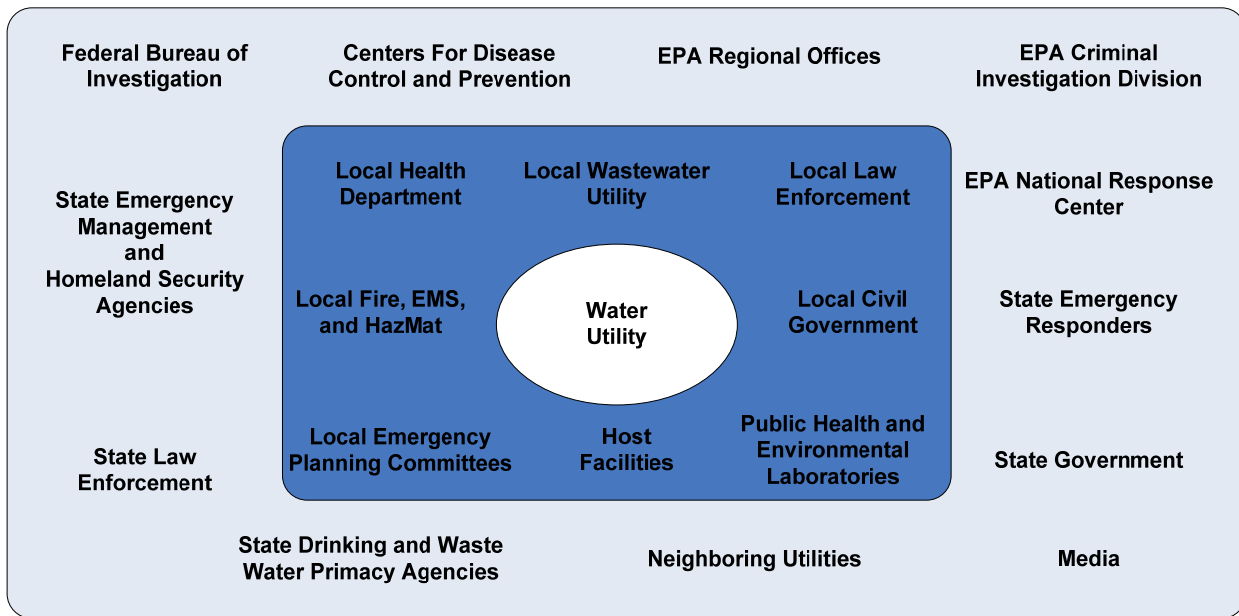 Federal Bureau of
Investigation
Centers For Disease
Control and Prevention
EPA Regional Offices
EPA Criminal
Investigation Division
State Emergency
Management
and
Homeland Security
Agencies
Local Health
Department
Local Wastewater
Utility
Local Law
Enforcement
EPA National Response
Center
Local Fire, EMS,
and HazMat
Water
Utility
Local Civil
Government
State Emergency
Responders
State Law
Enforcement
Local Emergency
Planning Committees
Host
Facilities
Public Health and
Environmental
Laboratories
State Government
State Drinking and Waste
Water Primacy Agencies
Neighboring Utilities
Media